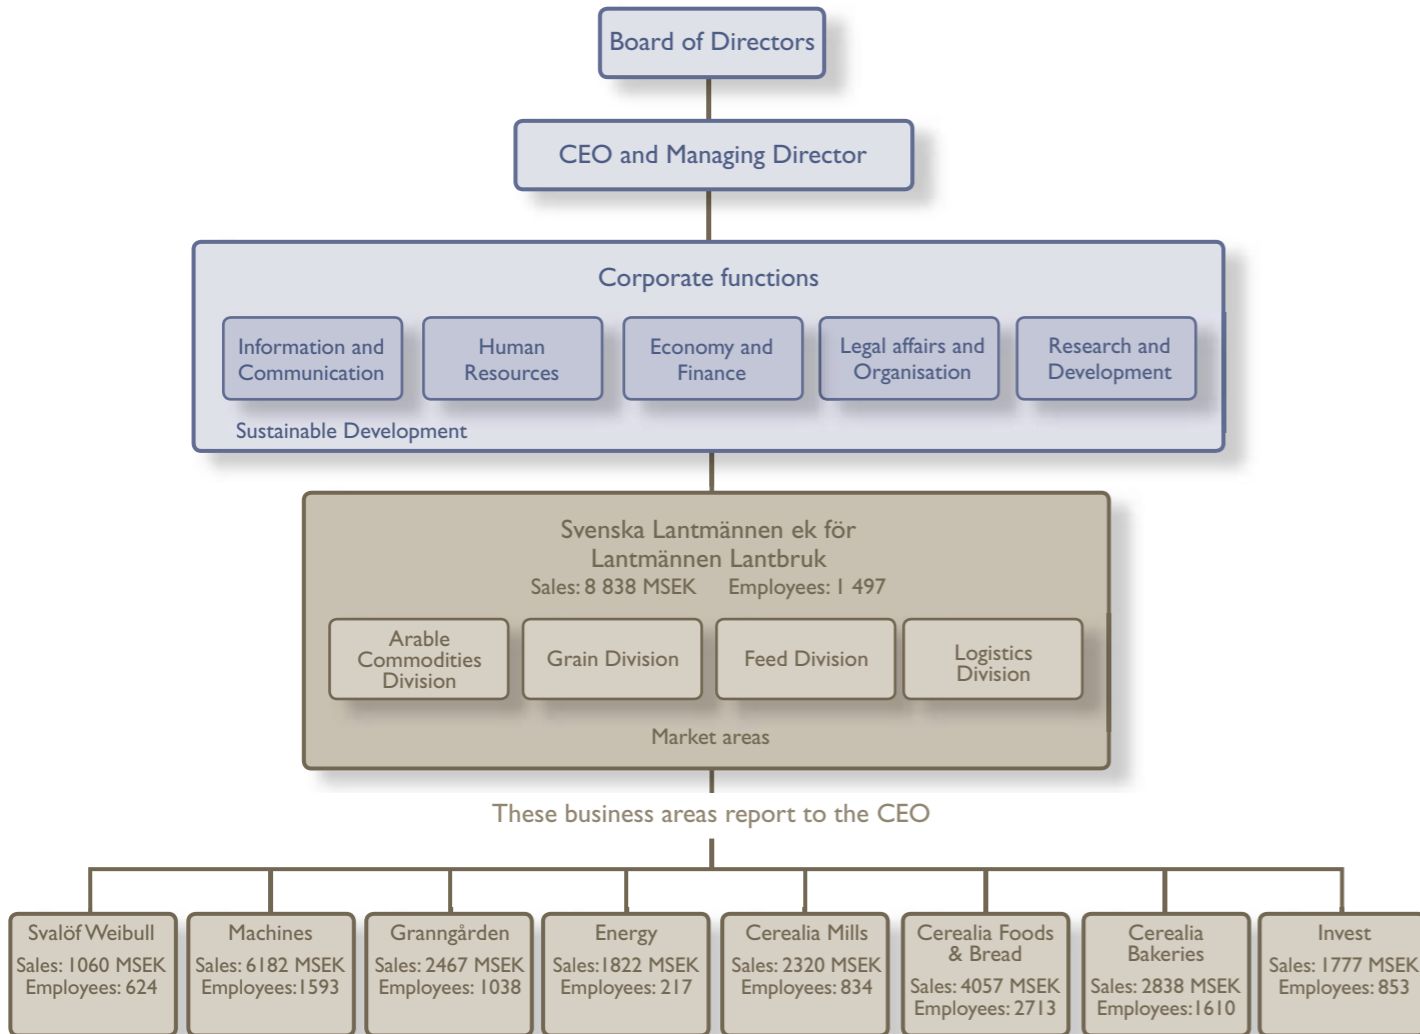 Board of Directors
CEO and Managing Director
Corporate functions
Information and
Communication
Human
Resources
Economy and
Finance
Legal affairs and
Organisation
Research and
Development
Sustainable Development
Svenska Lantmännen ek för
Lantmännen Lantbruk
Sales: 8 838 MSEK Employees: 1 497
Arable
Commodities
Division
Grain Division
Feed Division
Logistics
Division
Market areas
These business areas report to the CEO
Svalöf Weibull
Sales: 1060 MSEK
Employees: 624
Machines
Sales: 6182 MSEK
Employees:1593
Granngården
Sales: 2467 MSEK
Employees: 1038
Energy
Sales:1822 MSEK
Employees: 217
Cerealia Mills
Sales: 2320 MSEK
Employees: 834
Cerealia Foods
& Bread
Sales: 4057 MSEK
Employees: 2713
Cerealia
Bakeries
Sales: 2838 MSEK
Employees:1610
Invest
Sales: 1777 MSEK
Employees: 853